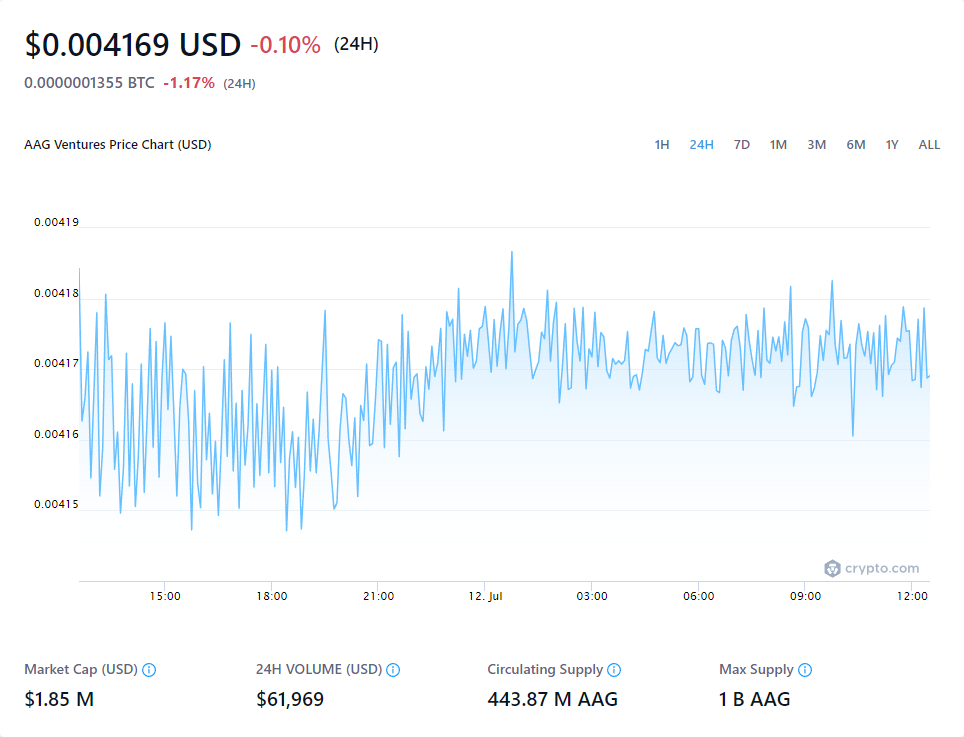 $0.004169 USD -0.10% (24H)
0.0000001355 BTC -1.17% (24H)
AAG Ventures Price Chart (USD) 1H 24H 7D 1M 3M 6M 1Y ALL
0.00419
0.00418
0.00417
0.00416
0.00415
crypto.com
15:00 18:00 21:00 12. Jul 03:00 06:00 09:00 12:00
Market Cap (USD) 24H VOLUME (USD) Circulating Supply Max Supply
$1.85 M $61,969 443.87 M AAG 1 B AAG